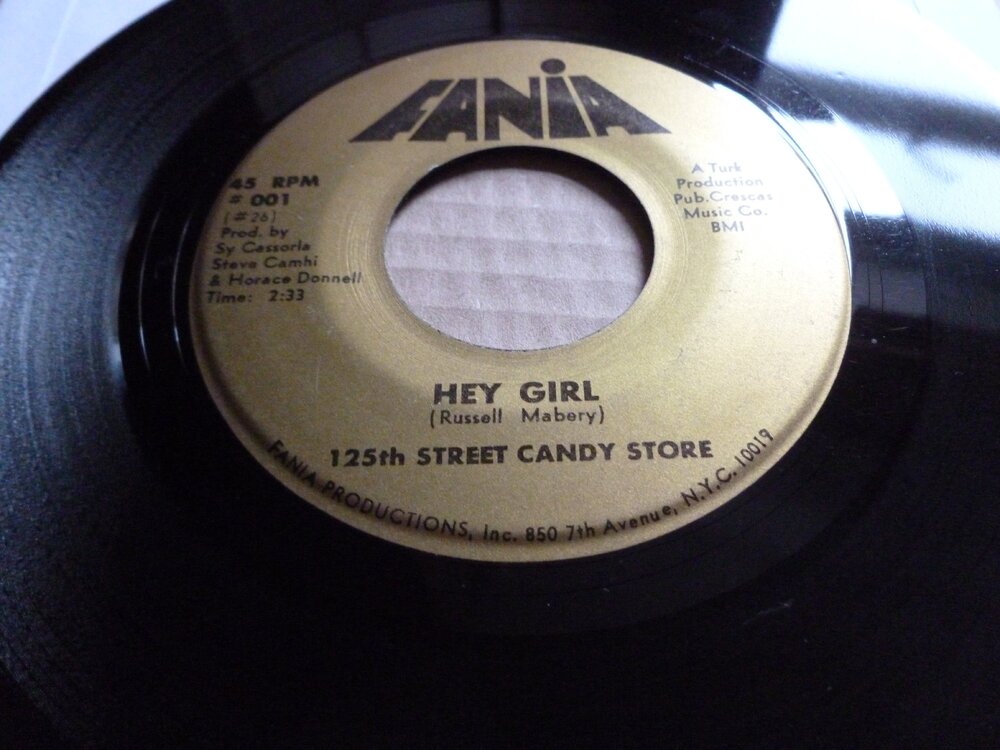 FANiA
45 RPM
# 001
(#26)
Prod. by
Sy Cassorla
Steve Camhi
& Horace Donnell
Time: 2:33
A Turk
Production
Pub. Crescas
Music Co.
BMI
HEY GIRL
(Russell Mabery)
125th STREET CANDY STORE
FANIA PRODUCTIONS, Inc. 850 7th Avenue, N.Y.C. 10019